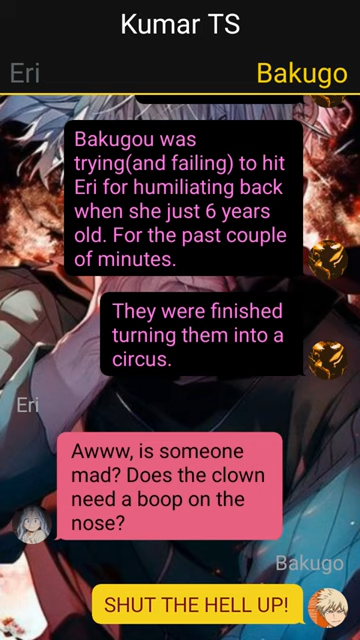 Kumar TS
Eri
Bakugo
Bakugou was
trying(and failing) to hit
Eri for humiliating back
when she just 6 years
old. For the past couple
of minutes.
They were finished
turning them into a
circus.
Eri
Awww, is someone
mad? Does the clown
need a boop on the
nose?
Bakugo
SHUT THE HELL UP!